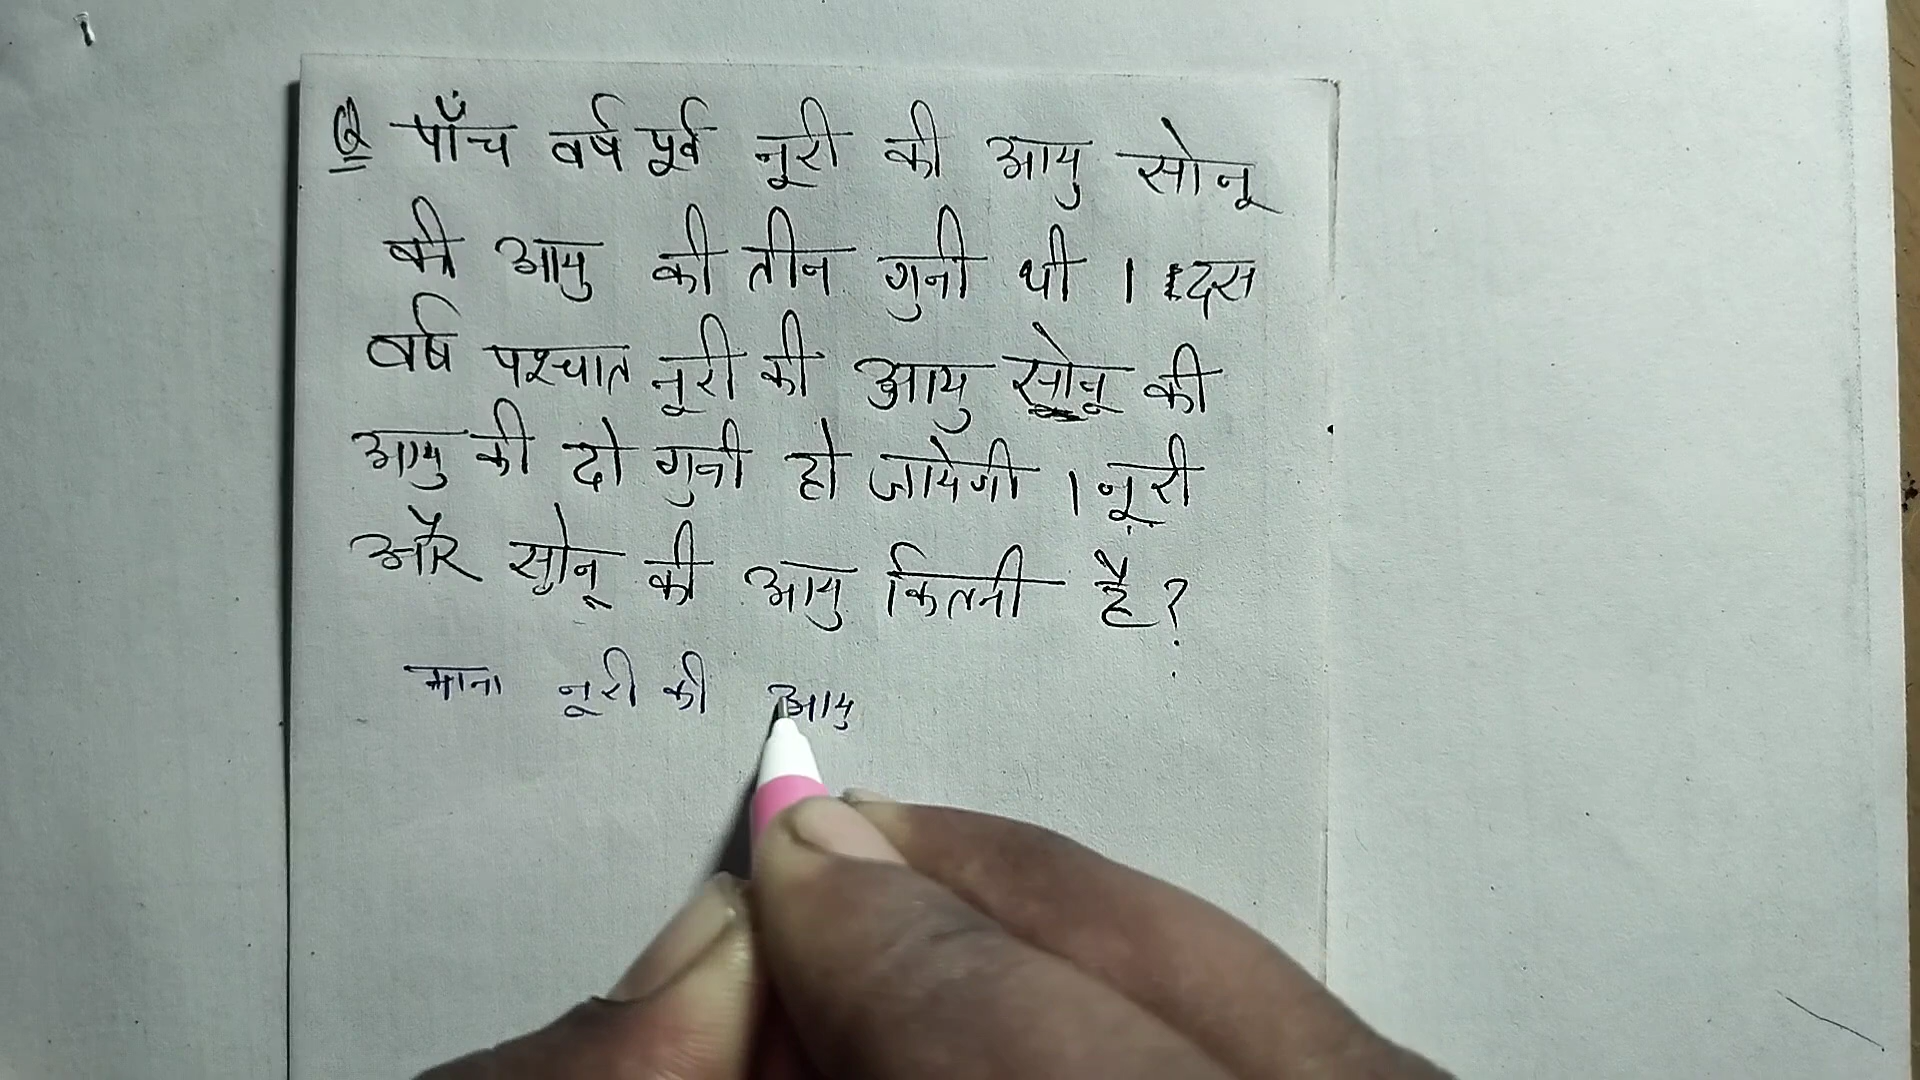 Q पाँच वर्ष पूर्व नूरी की आयु सोनू
की आयु की तीन गुनी थी । दस
वर्ष पश्चात नूरी की आयु सोनू की
आयु की दो गुनी हो जायेगी । नूरी
और सोनू की आयु कितनी है ?
माना नूरी की आयु